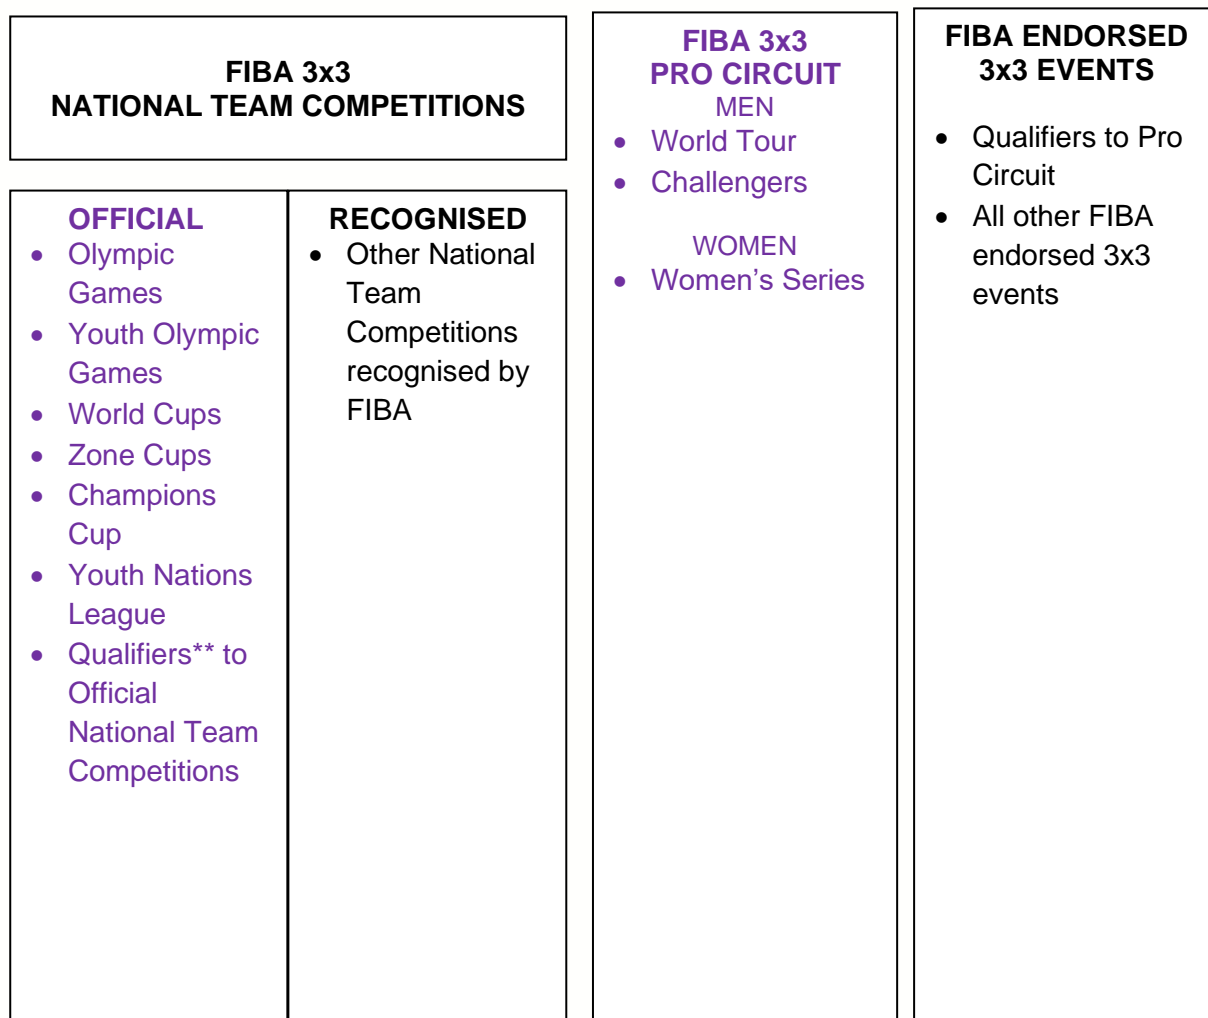 FIBA 3x3
NATIONAL TEAM COMPETITIONS
OFFICIAL
• Olympic
Games
• Youth Olympic
Games
• World Cups
• Zone Cups
• Champions
Cup
• Youth Nations
League
• Qualifiers** to
Official
National Team
Competitions
RECOGNISED
• Other National
Team
Competitions
recognised by
FIBA
FIBA 3x3
PRO CIRCUIT
MEN
• World Tour
• Challengers
WOMEN
• Women’s Series
FIBA ENDORSED
3x3 EVENTS
• Qualifiers to Pro
Circuit
• All other FIBA
endorsed 3x3
events